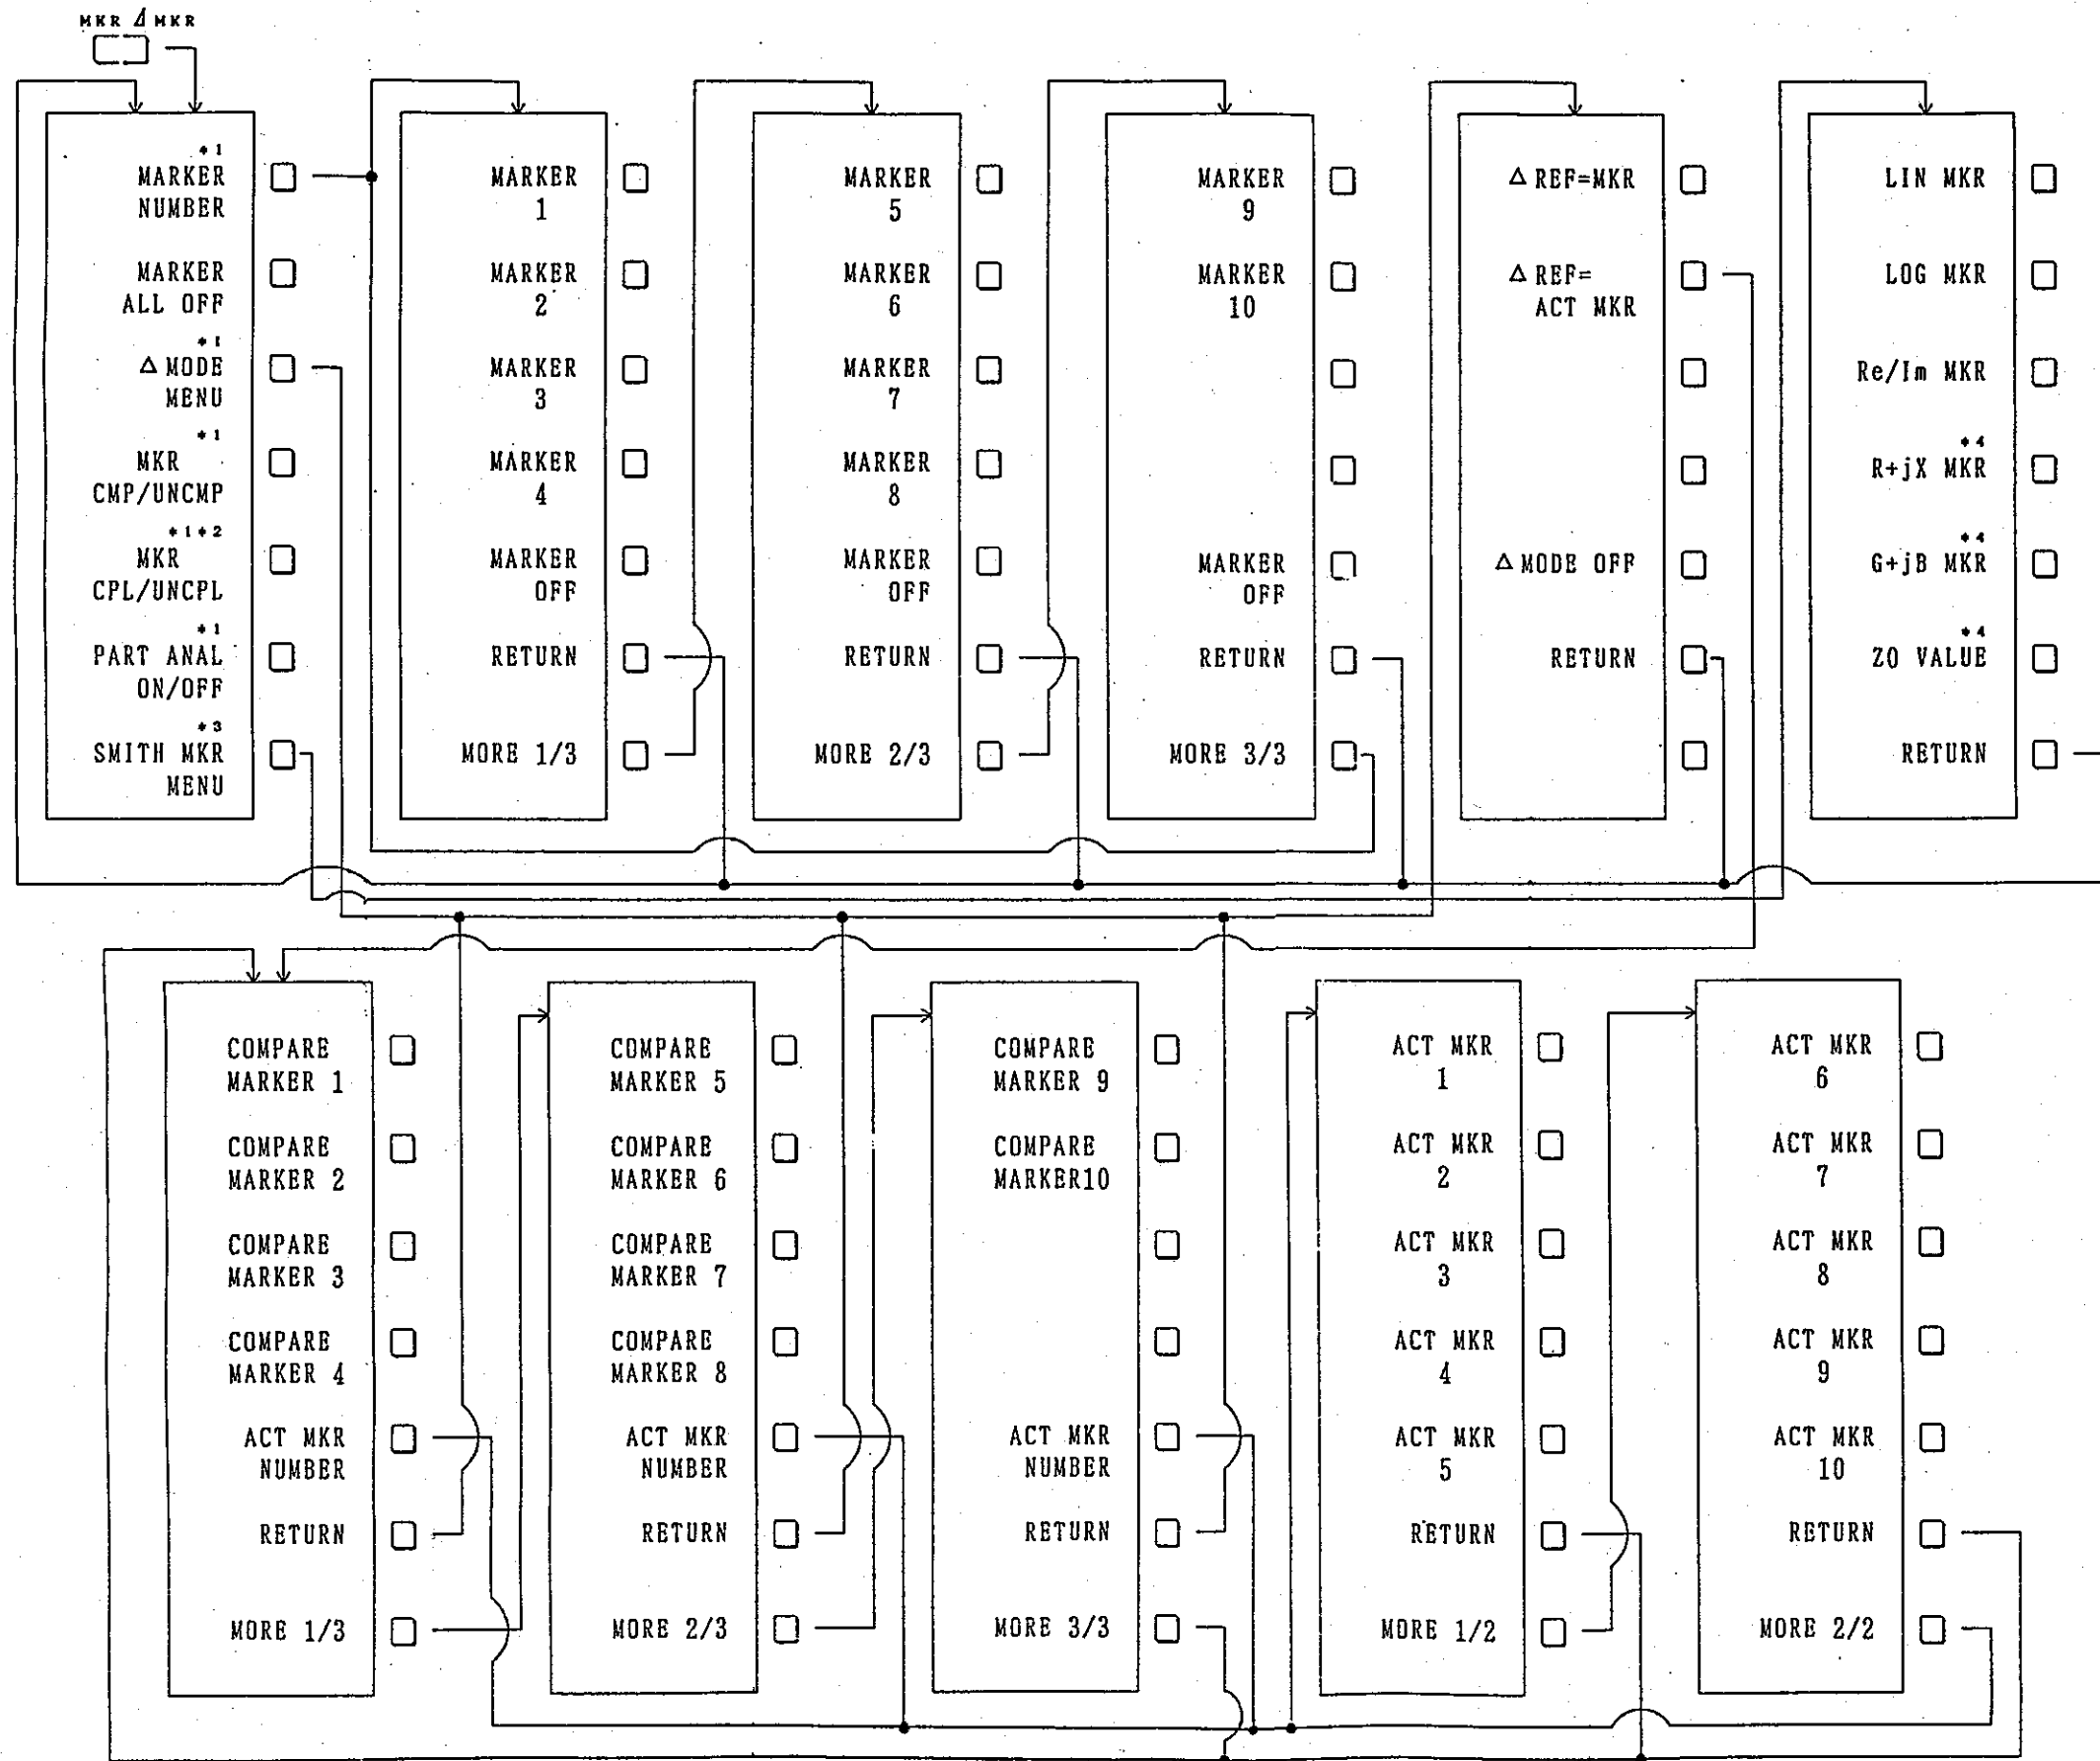 MKR Δ MKR
*1
MARKER
NUMBER
MARKER
ALL OFF
*1
Δ MODE
MENU
*1
MKR
CMP/UNCMP
*1*2
MKR
CPL/UNCPL
*1
PART ANAL
ON/OFF
*3
SMITH MKR
MENU
MARKER
1
MARKER
2
MARKER
3
MARKER
4
MARKER
OFF
RETURN
MORE 1/3
MARKER
5
MARKER
6
MARKER
7
MARKER
8
MARKER
OFF
RETURN
MORE 2/3
MARKER
9
MARKER
10
MARKER
OFF
RETURN
MORE 3/3
Δ REF=MKR
Δ REF=
ACT MKR
Δ MODE OFF
RETURN
LIN MKR
LOG MKR
Re/Im MKR
*4
R+jX MKR
*4
G+jB MKR
*4
ZO VALUE
RETURN
COMPARE
MARKER 1
COMPARE
MARKER 2
COMPARE
MARKER 3
COMPARE
MARKER 4
ACT MKR
NUMBER
RETURN
MORE 1/3
COMPARE
MARKER 5
COMPARE
MARKER 6
COMPARE
MARKER 7
COMPARE
MARKER 8
ACT MKR
NUMBER
RETURN
MORE 2/3
COMPARE
MARKER 9
COMPARE
MARKER10
ACT MKR
NUMBER
RETURN
MORE 3/3
ACT MKR
1
ACT MKR
2
ACT MKR
3
ACT MKR
4
ACT MKR
5
RETURN
MORE 1/2
ACT MKR
6
ACT MKR
7
ACT MKR
8
ACT MKR
9
ACT MKR
10
RETURN
MORE 2/2